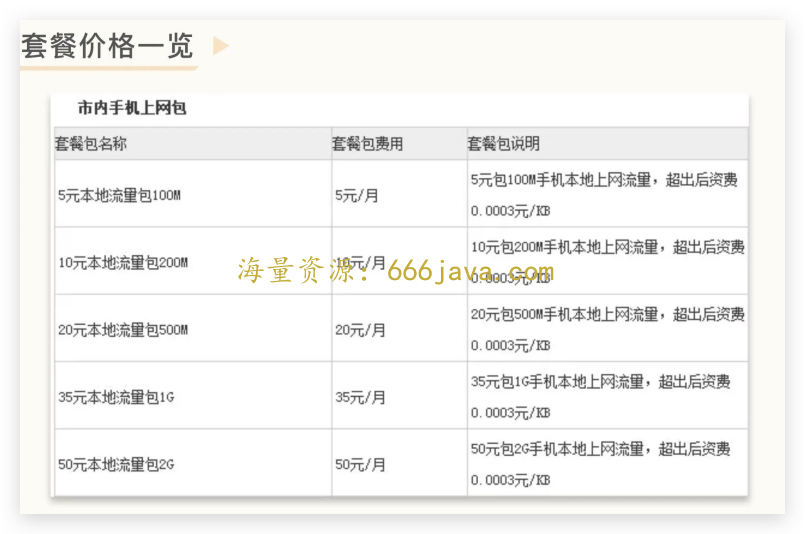 套餐价格一览
市内手机上网包
套餐包名称 套餐包费用 套餐包说明
5元本地流量包100M 5元/月 5元包100M手机本地上网流量，超出后资费
0.0003元/KB
10元本地流量包200M 10元/月 10元包200M手机本地上网流量，超出后资费
0.0003元/KB
海量资源：666java.com
20元本地流量包500M 20元/月 20元包500M手机本地上网流量，超出后资费
0.0003元/KB
35元本地流量包1G 35元/月 35元包1G手机本地上网流量，超出后资费
0.0003元/KB
50元本地流量包2G 50元/月 50元包2G手机本地上网流量，超出后资费
0.0003元/KB